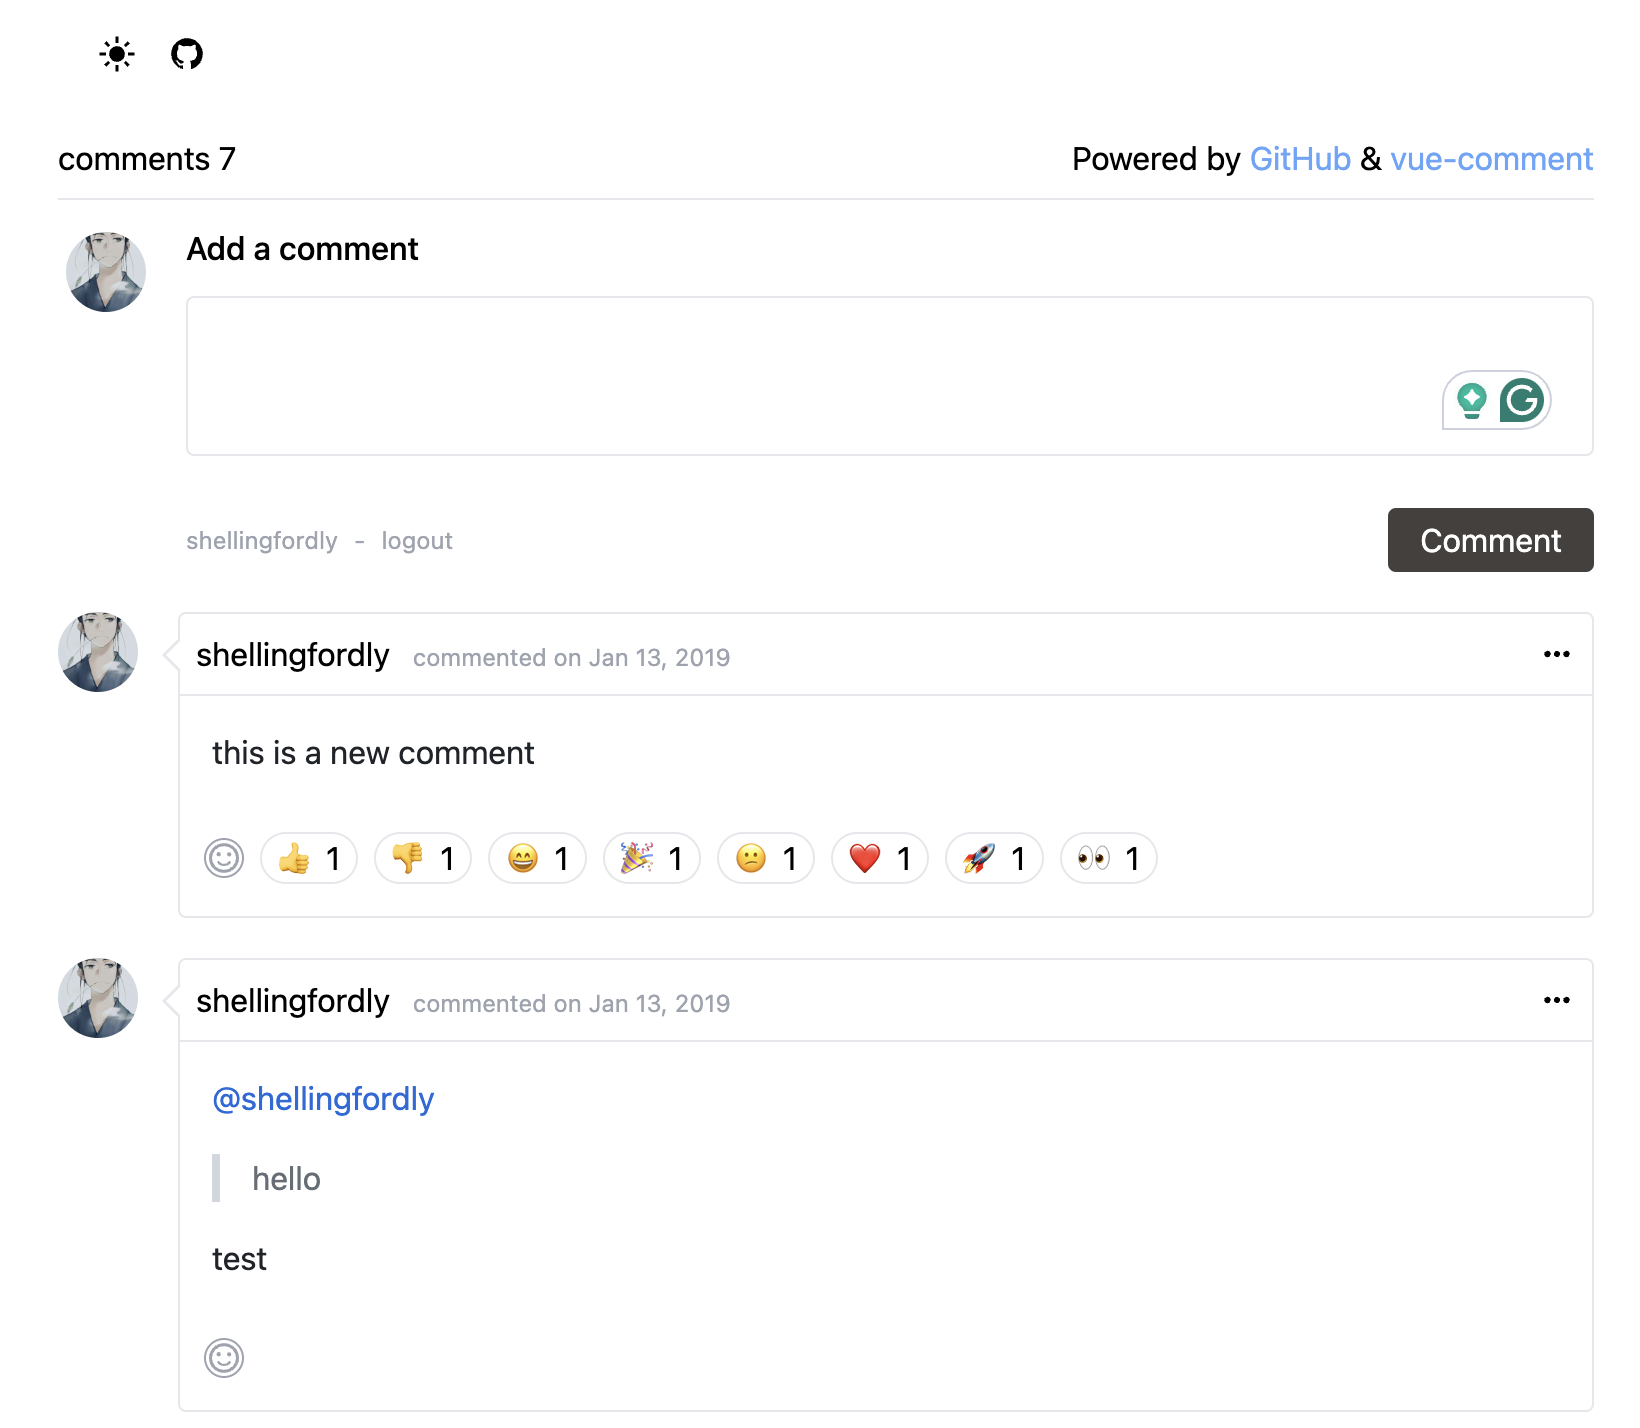 comments 7
Powered by GitHub & vue-comment
Add a comment
shellingfordly - logout
Comment
shellingfordly commented on Jan 13, 2019
this is a new comment
👍 1 👎 1 😄 1 🎉 1 😕 1 ❤️ 1 🚀 1 👀 1
shellingfordly commented on Jan 13, 2019
@shellingfordly
hello
test